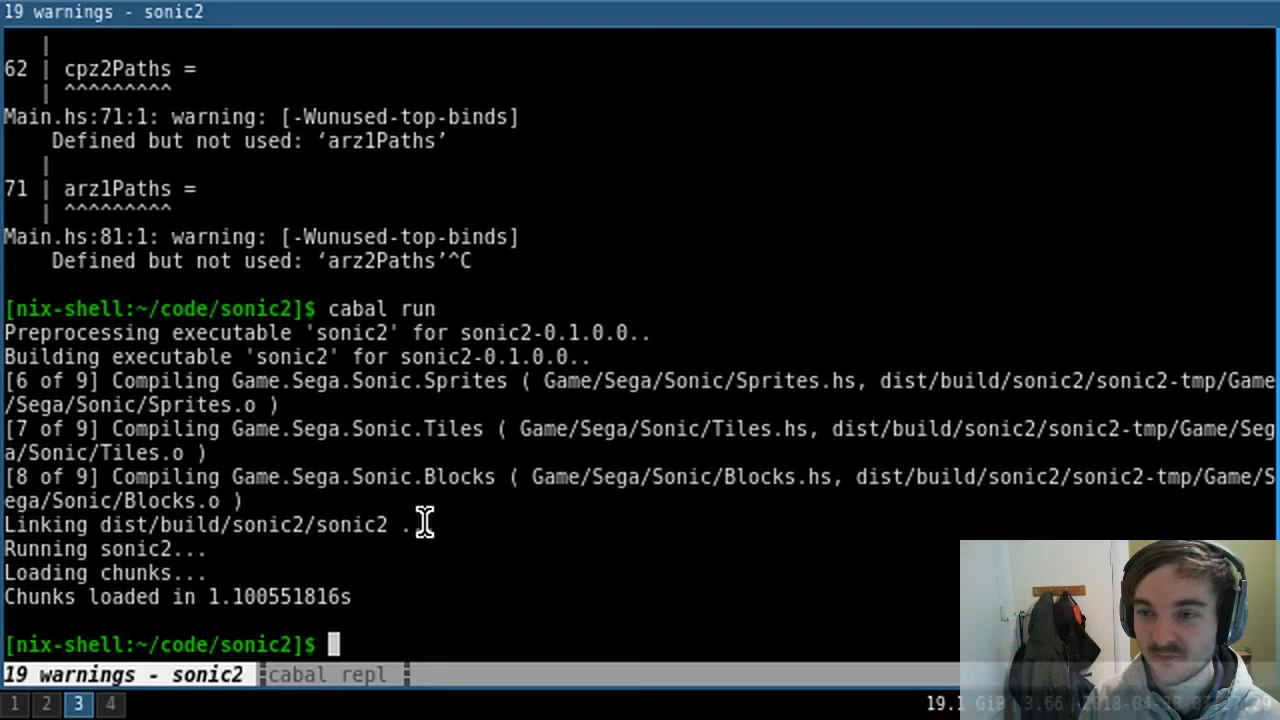 19 warnings - sonic2
|
62 | cpz2Paths =
| ^^^^^^^^^
Main.hs:71:1: warning: [-Wunused-top-binds]
Defined but not used: ‘arz1Paths’
|
71 | arz1Paths =
| ^^^^^^^^^
Main.hs:81:1: warning: [-Wunused-top-binds]
Defined but not used: ‘arz2Paths’^C
[nix-shell:~/code/sonic2]$ cabal run
Preprocessing executable 'sonic2' for sonic2-0.1.0.0..
Building executable 'sonic2' for sonic2-0.1.0.0..
[6 of 9] Compiling Game.Sega.Sonic.Sprites ( Game/Sega/Sonic/Sprites.hs, dist/build/sonic2/sonic2-tmp/Game
/Sega/Sonic/Sprites.o )
[7 of 9] Compiling Game.Sega.Sonic.Tiles ( Game/Sega/Sonic/Tiles.hs, dist/build/sonic2/sonic2-tmp/Game/Seg
a/Sonic/Tiles.o )
[8 of 9] Compiling Game.Sega.Sonic.Blocks ( Game/Sega/Sonic/Blocks.hs, dist/build/sonic2/sonic2-tmp/Game/S
ega/Sonic/Blocks.o )
Linking dist/build/sonic2/sonic2 .
Running sonic2...
Loading chunks...
Chunks loaded in 1.100551816s
[nix-shell:~/code/sonic2]$
19 warnings - sonic2 cabal repl
1 2 3 4 19.1 GiB 3.66